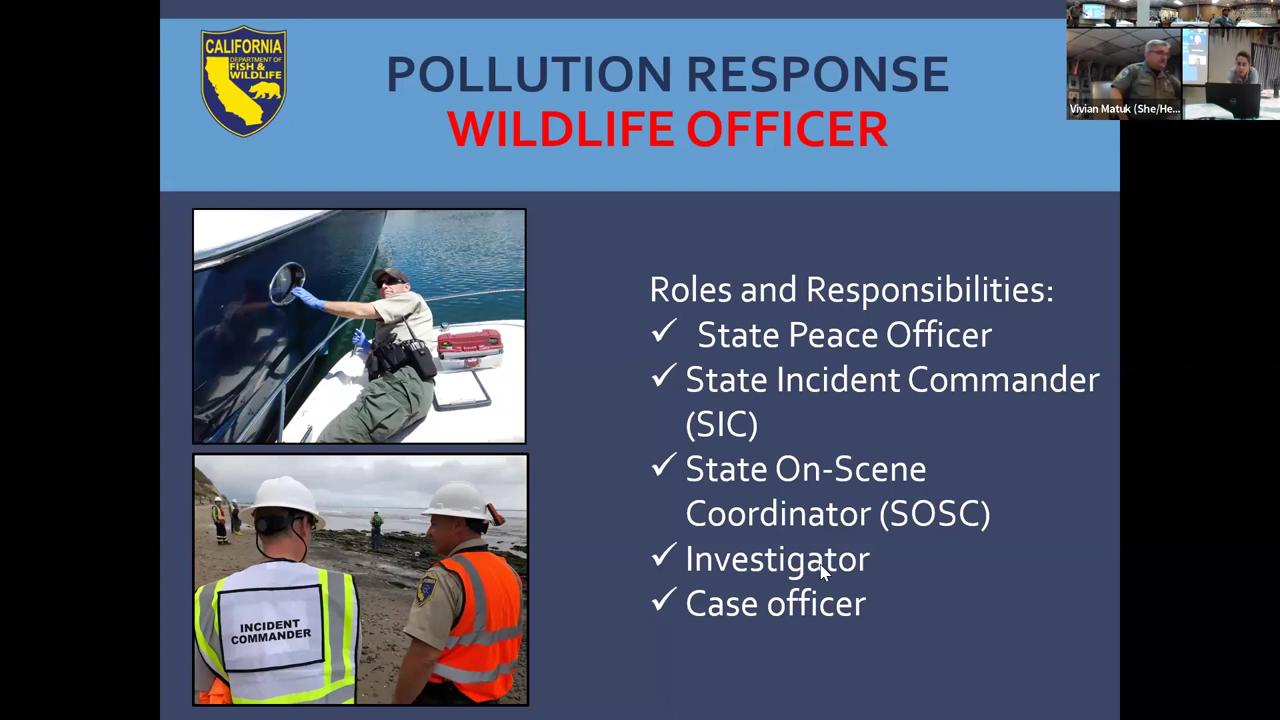 CALIFORNIA
DEPARTMENT OF
FISH &
WILDLIFE
POLLUTION RESPONSE
WILDLIFE OFFICER
Vivian Matuk (She/He...
Roles and Responsibilities:
✓ State Peace Officer
✓ State Incident Commander
(SIC)
✓ State On-Scene
Coordinator (SOSC)
✓ Investigator
✓ Case officer
INCIDENT
COMMANDER